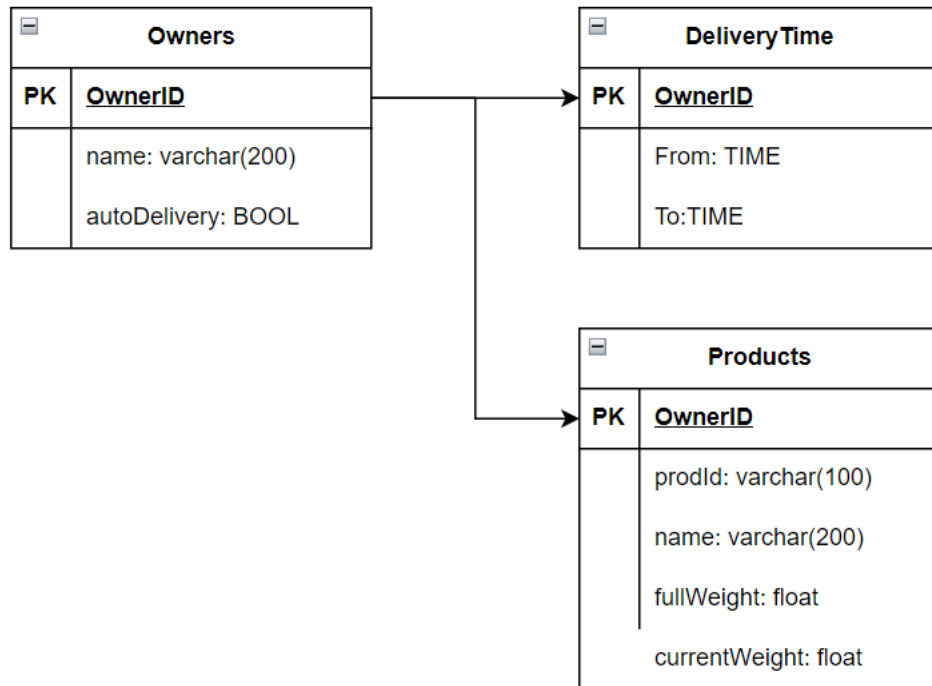 Owners
PK OwnerID
name: varchar(200)
autoDelivery: BOOL
DeliveryTime
PK OwnerID
From: TIME
To:TIME
Products
PK OwnerID
prodId: varchar(100)
name: varchar(200)
fullWeight: float
currentWeight: float